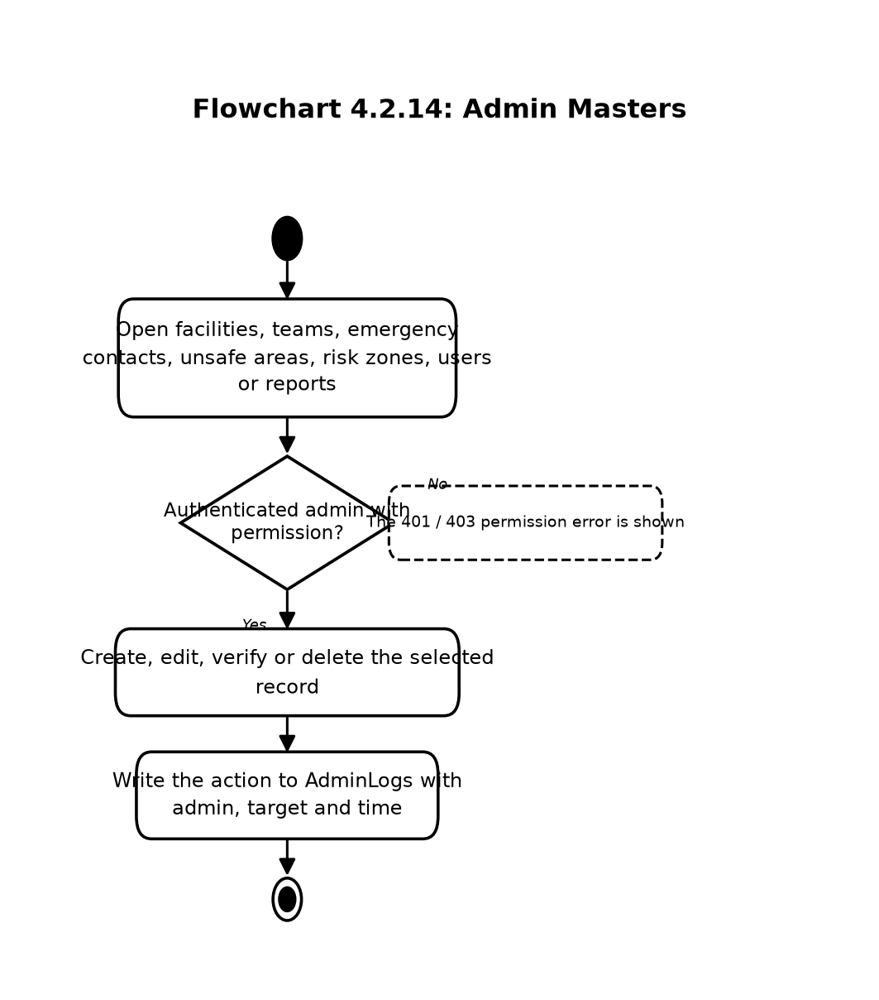 Flowchart 4.2.14: Admin Masters
Open facilities, teams, emergency
contacts, unsafe areas, risk zones, users
or reports
Authenticated admin with
permission?
No
The 401 / 403 permission error is shown
Yes
Create, edit, verify or delete the selected
record
Write the action to AdminLogs with
admin, target and time